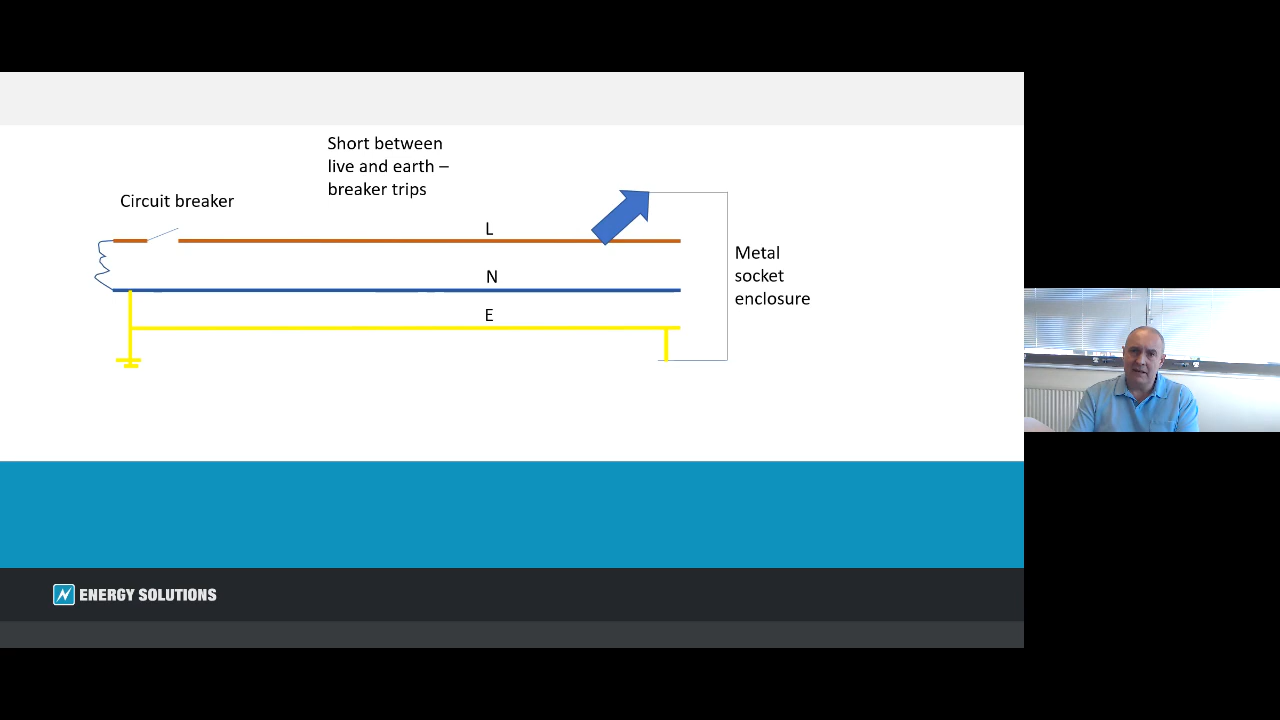 Short between
live and earth –
breaker trips
Circuit breaker
L
N
E
Metal
socket
enclosure
ENERGY SOLUTIONS